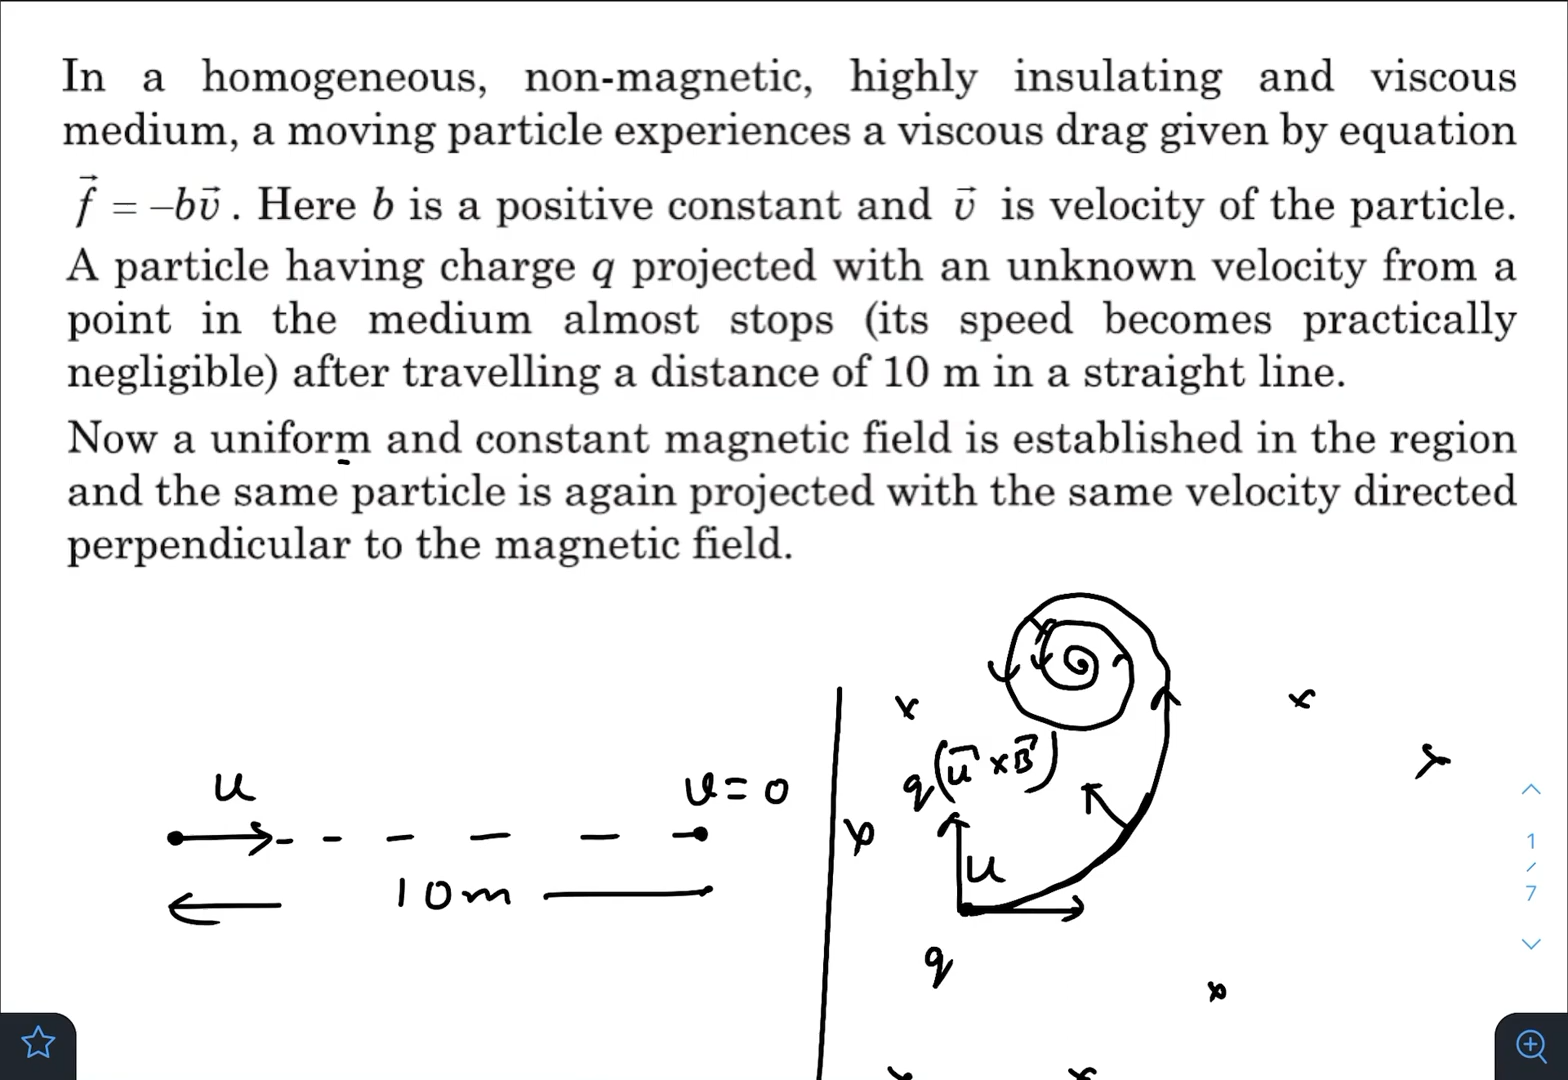 In a homogeneous, non-magnetic, highly insulating and viscous
medium, a moving particle experiences a viscous drag given by equation
f⃗ = –bv⃗ . Here b is a positive constant and v⃗ is velocity of the particle.
A particle having charge q projected with an unknown velocity from a
point in the medium almost stops (its speed becomes practically
negligible) after travelling a distance of 10 m in a straight line.
Now a uniform and constant magnetic field is established in the region
and the same particle is again projected with the same velocity directed
perpendicular to the magnetic field.
u
v = 0
10m
x
x
q(u⃗ × B⃗)
x
x
u
q
x
x
x
1
/
7